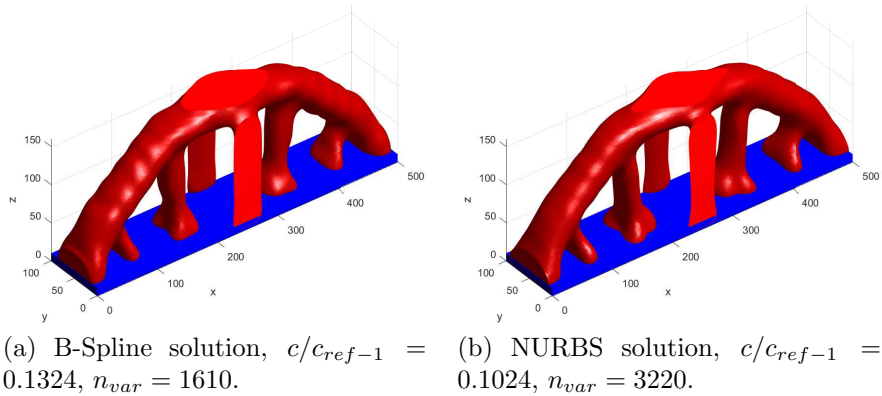 150
100
50
0
z
100
50
0
y
0
100
200
300
400
500
x
150
100
50
0
z
100
50
0
y
0
100
200
300
400
500
x
(a) B-Spline solution, c/c_{ref-1} =
0.1324, n_{var} = 1610.
(b) NURBS solution, c/c_{ref-1} =
0.1024, n_{var} = 3220.